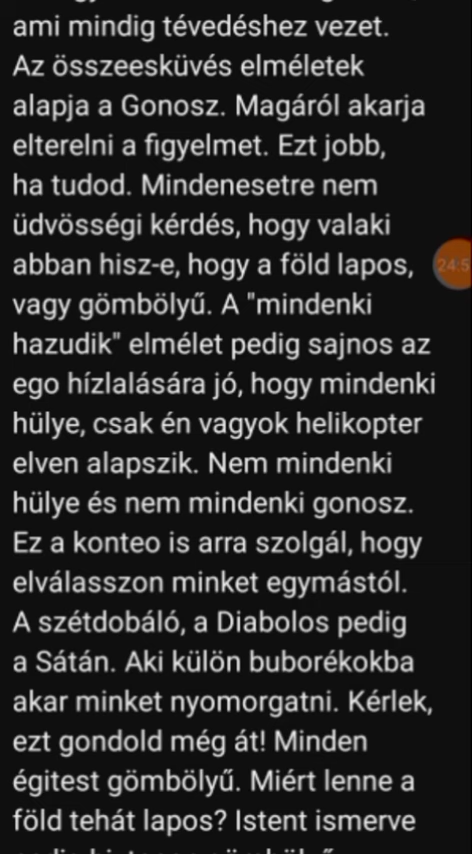 ami mindig tévedéshez vezet.
Az összeesküvés elméletek
alapja a Gonosz. Magáról akarja
elterelni a figyelmet. Ezt jobb,
ha tudod. Mindenesetre nem
üdvösségi kérdés, hogy valaki
abban hisz-e, hogy a föld lapos,
24:5
vagy gömbölyű. A "mindenki
hazudik" elmélet pedig sajnos az
ego hízlalására jó, hogy mindenki
hülye, csak én vagyok helikopter
elven alapszik. Nem mindenki
hülye és nem mindenki gonosz.
Ez a konteo is arra szolgál, hogy
elválasszon minket egymástól.
A szétdobáló, a Diabolos pedig
a Sátán. Aki külön buborékokba
akar minket nyomorgatni. Kérlek,
ezt gondold még át! Minden
égitest gömbölyű. Miért lenne a
föld tehát lapos? Istent ismerve